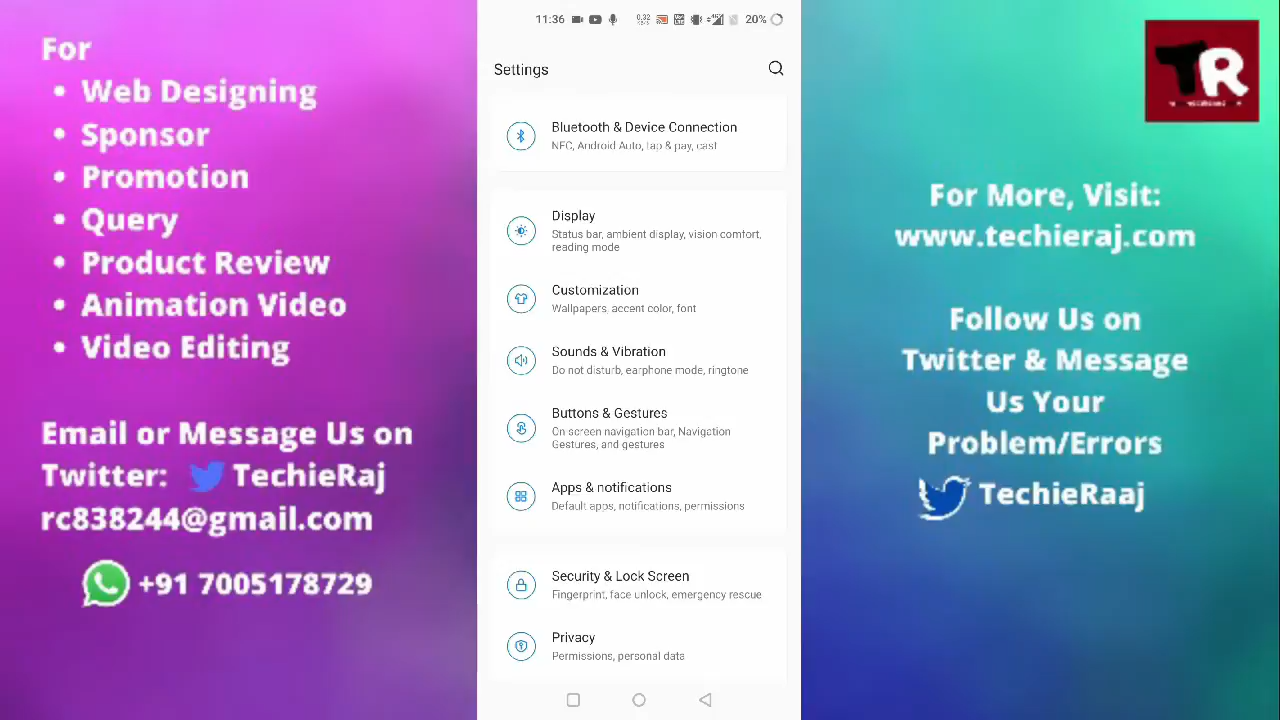 For
• Web Designing
• Sponsor
• Promotion
• Query
• Product Review
• Animation Video
• Video Editing
Email or Message Us on
Twitter: TechieRaj
rc838244@gmail.com
+91 7005178729
11:36
0.32
20%
Settings
Bluetooth & Device Connection
NFC, Android Auto, tap & pay, cast
Display
Status bar, ambient display, vision comfort,
reading mode
Customization
Wallpapers, accent color, font
Sounds & Vibration
Do not disturb, earphone mode, ringtone
Buttons & Gestures
On screen navigation bar, Navigation
Gestures, and gestures
Apps & notifications
Default apps, notifications, permissions
Security & Lock Screen
Fingerprint, face unlock, emergency rescue
Privacy
Permissions, personal data
TR
For More, Visit:
www.techieraj.com
Follow Us on
Twitter & Message
Us Your
Problem/Errors
TechieRaaj